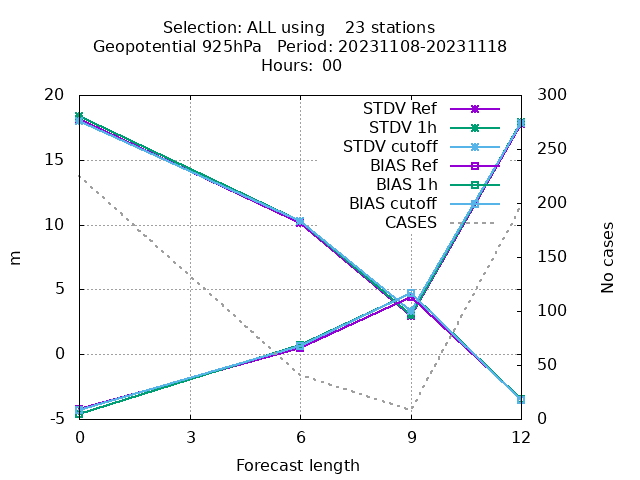 Selection: ALL using    23 stations
Geopotential 925hPa   Period: 20231108-20231118
Hours: 00
20
15
10
5
0
-5
300
250
200
150
100
50
0
m
No cases
STDV Ref
STDV 1h
STDV cutoff
BIAS Ref
BIAS 1h
BIAS cutoff
CASES
0 3 6 9 12
Forecast length